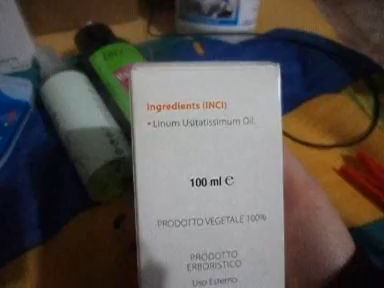 Ingredients (INCI)
• Linum Usitatissimum Oil.
100 ml ℮
PRODOTTO VEGETALE 100%
PRODOTTO
ERBORISTICO
Uso Esterno